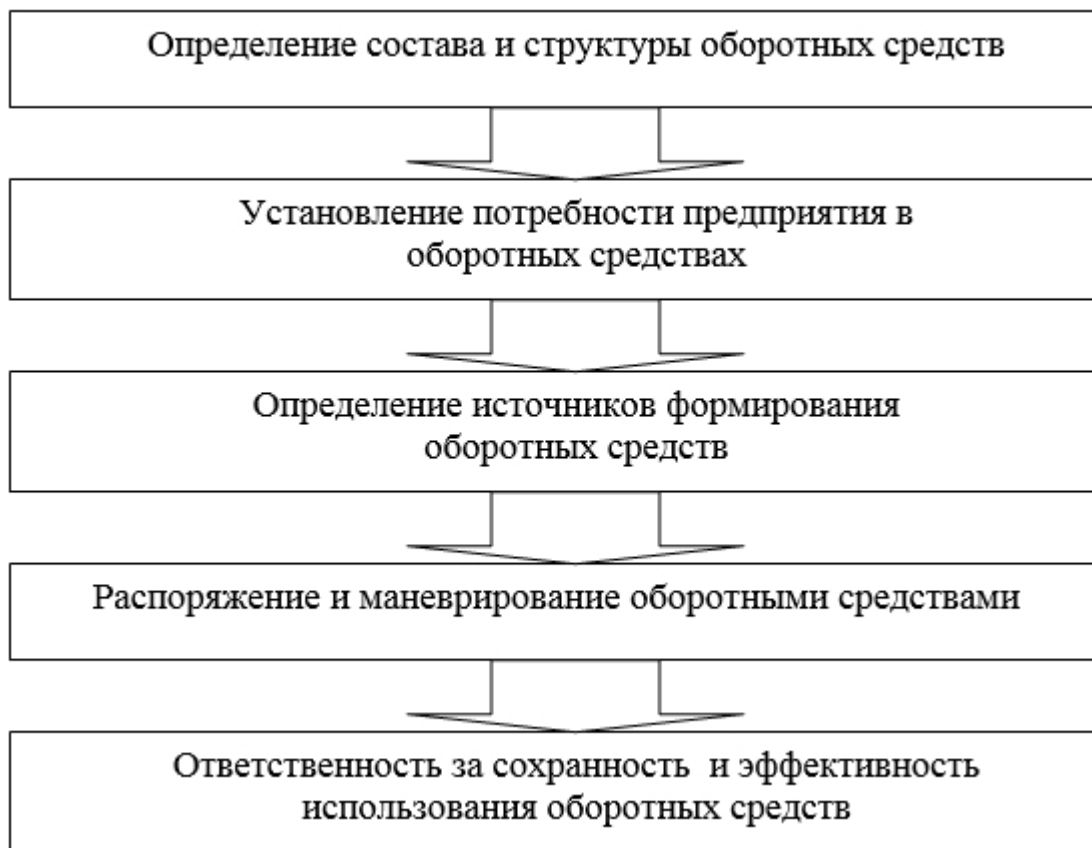 Определение состава и структуры оборотных средств
Установление потребности предприятия в
оборотных средствах
Определение источников формирования
оборотных средств
Распоряжение и маневрирование оборотными средствами
Ответственность за сохранность и эффективность
использования оборотных средств